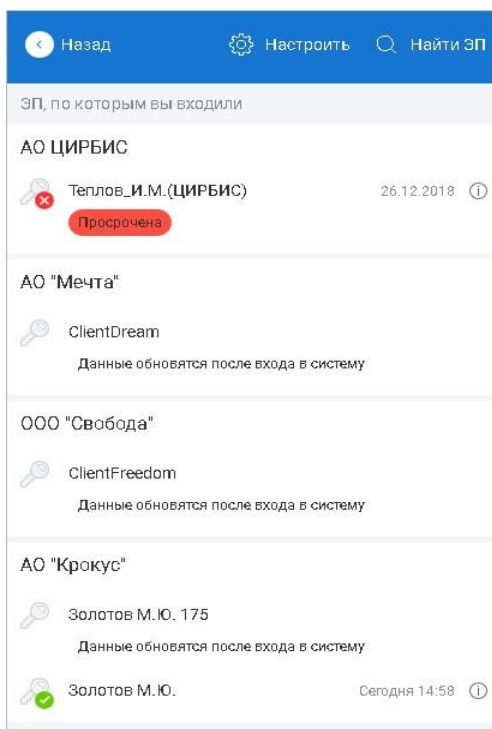 Назад Настроить Найти ЭП
ЭП, по которым вы входили
АО ЦИРБИС
Теплов_И.М.(ЦИРБИС) 26.12.2018
Просрочена
АО "Мечта"
ClientDream
Данные обновятся после входа в систему
ООО "Свобода"
ClientFreedom
Данные обновятся после входа в систему
АО "Крокус"
Золотов М.Ю. 175
Данные обновятся после входа в систему
Золотов М.Ю. Сегодня 14:58